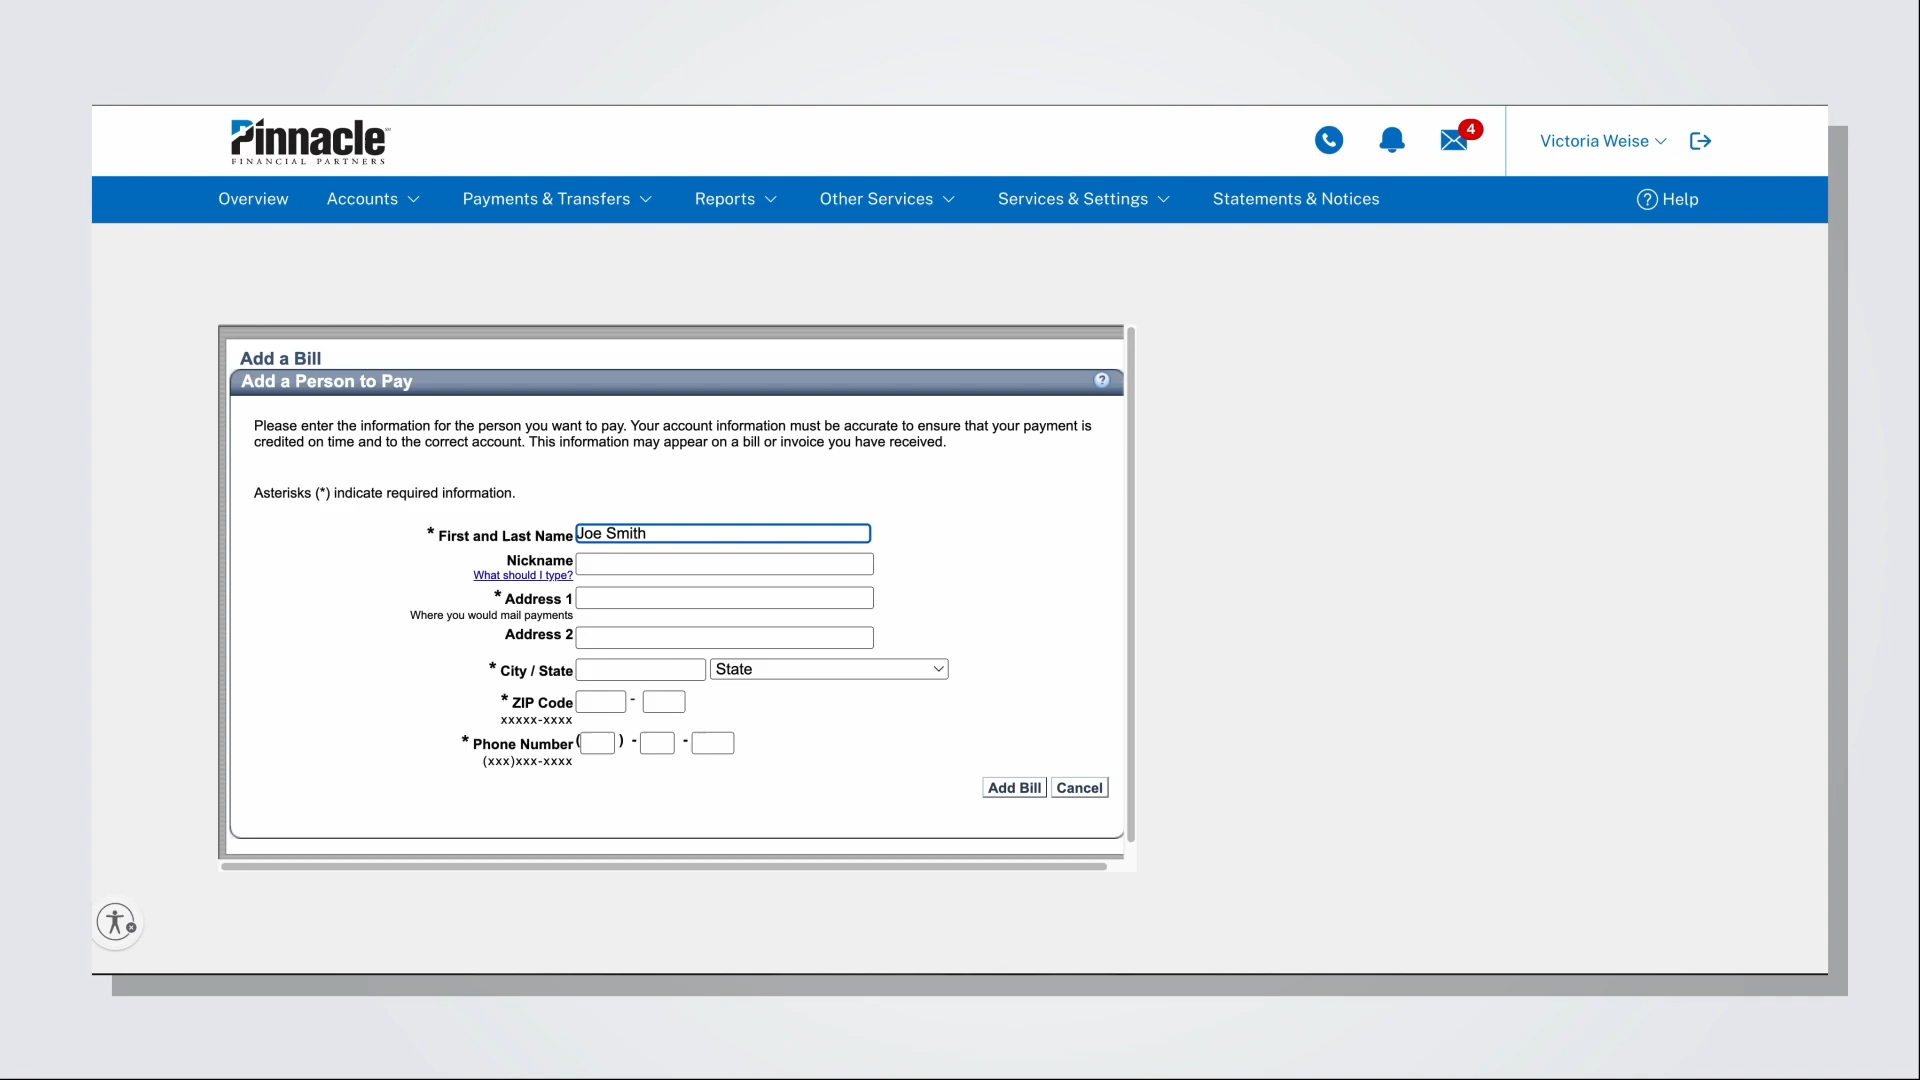 Pinnacle
FINANCIAL PARTNERS
4
Victoria Weise
Overview Accounts Payments & Transfers Reports Other Services Services & Settings Statements & Notices ? Help
Add a Bill
Add a Person to Pay ?
Please enter the information for the person you want to pay. Your account information must be accurate to ensure that your payment is
credited on time and to the correct account. This information may appear on a bill or invoice you have received.
Asterisks (*) indicate required information.
* First and Last Name Joe Smith
Nickname
What should I type?
* Address 1
Where you would mail payments
Address 2
* City / State State
* ZIP Code -
xxxxx-xxxx
* Phone Number ( ) - -
(xxx)xxx-xxxx
Add Bill Cancel